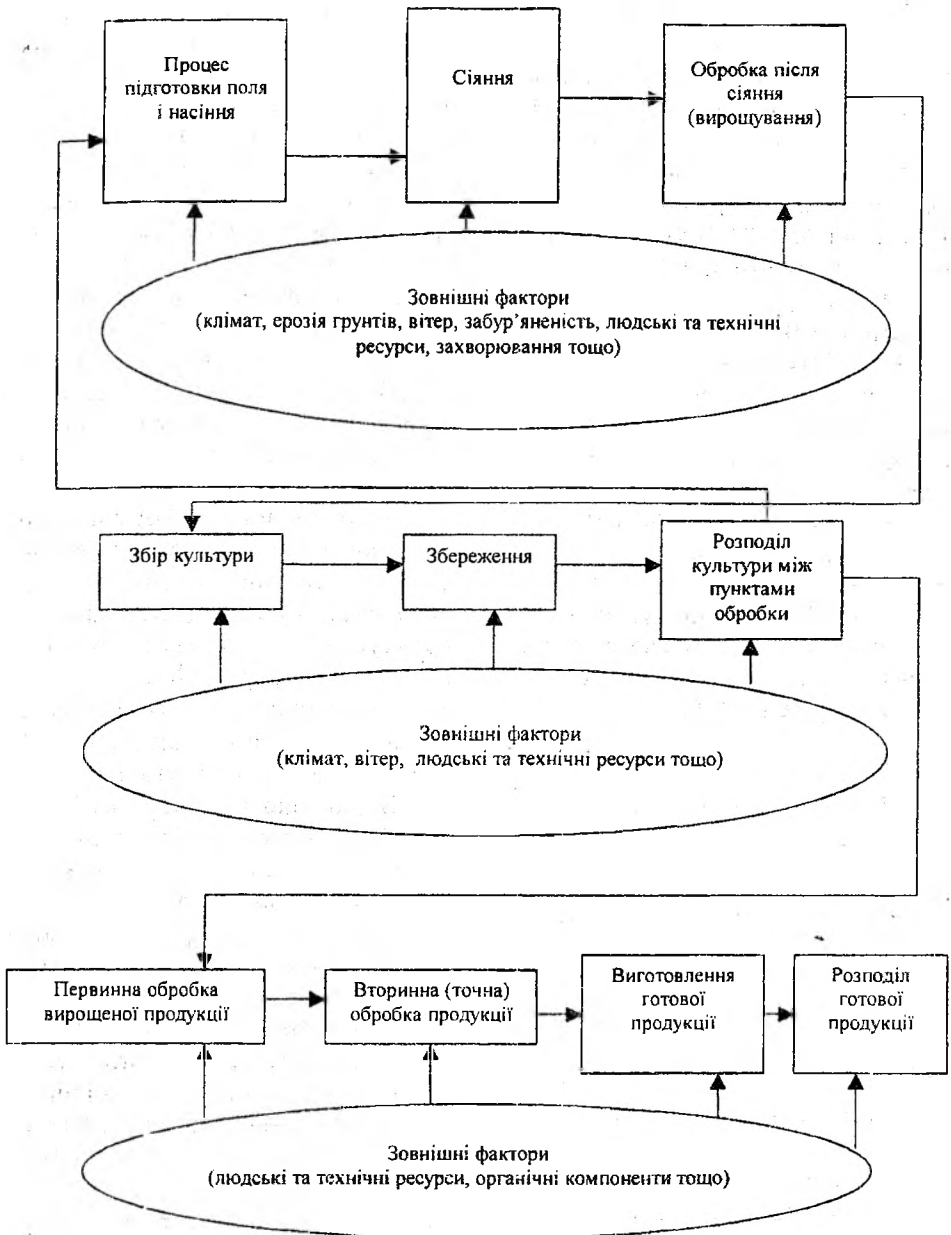 Процес
підготовки поля
і насіння
Сіяння
Обробка після
сіяння
(вирощування)
Зовнішні фактори
(клімат, ерозія грунтів, вітер, забур’яненість, людські та технічні
ресурси, захворювання тощо)
Збір культури
Збереження
Розподіл
культури між
пунктами
обробки
Зовнішні фактори
(клімат, вітер, людські та технічні ресурси тощо)
Первинна обробка
вирощеної продукції
Вторинна (точна)
обробка продукції
Виготовлення
готової
продукції
Розподіл
готової
продукції
Зовнішні фактори
(людські та технічні ресурси, органічні компоненти тощо)